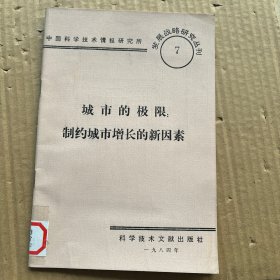 中国科学技术情报研究所
发展战略研究丛刊
7
城市的极限:
制约城市增长的新因素
科学技术文献出版社
一九八四年